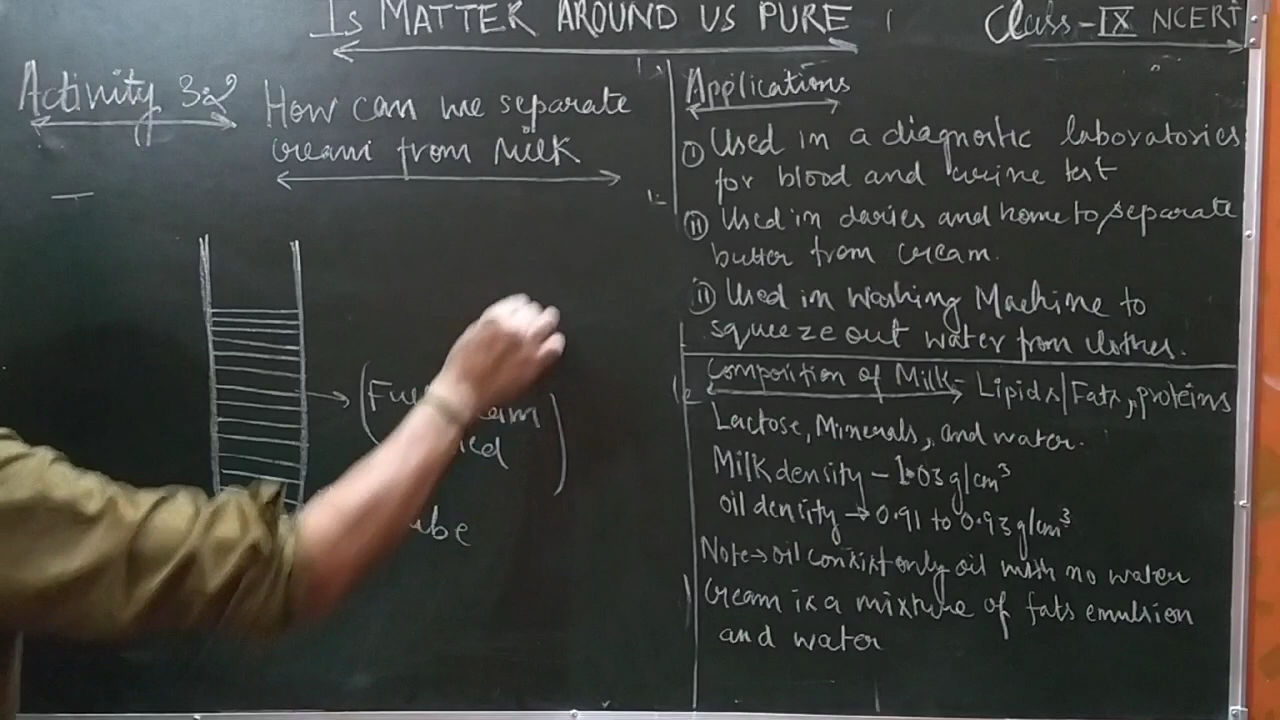 Is MATTER AROUND US PURE
Class - IX NCERT
Activity 3.2
How can we separate
cream from Milk
Applications
(I) Used in a diagnostic laboratories
for blood and urine test
(II) Used in daries and home to separate
butter from cream.
(II) Used in Washing Machine to
squeeze out water from clothes.
Composition of Milk - Lipids/Fats, proteins
Lactose, Minerals, and water.
Milk density - 1.03 g/cm³
Oil density → 0.91 to 0.93 g/cm³
Note → oil consist only oil with no water
Cream is a mixture of fats emulsion
and water